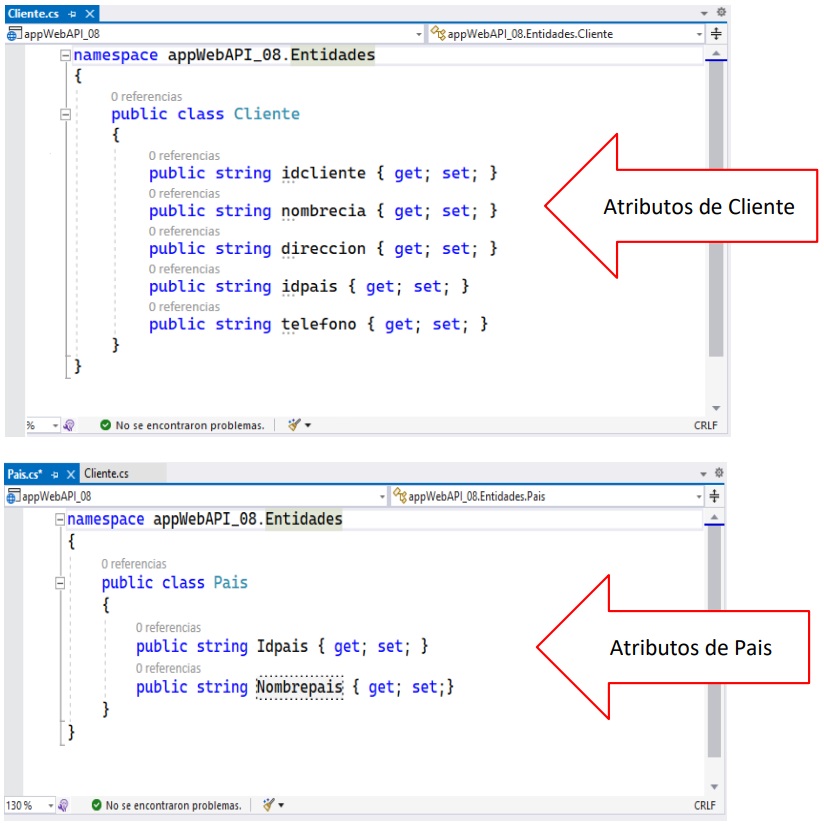 Cliente.cs
appWebAPI_08 appWebAPI_08.Entidades.Cliente
namespace appWebAPI_08.Entidades
{
0 referencias
public class Cliente
{
0 referencias
public string idcliente { get; set; }
0 referencias
public string nombrecia { get; set; }
0 referencias
public string direccion { get; set; }
0 referencias
public string idpais { get; set; }
0 referencias
public string telefono { get; set; }
}
}
Atributos de Cliente
% No se encontraron problemas. CRLF
Pais.cs* Cliente.cs
appWebAPI_08 appWebAPI_08.Entidades.Pais
namespace appWebAPI_08.Entidades
{
0 referencias
public class Pais
{
0 referencias
public string Idpais { get; set; }
0 referencias
public string Nombrepais { get; set;}
}
}
Atributos de Pais
130 % No se encontraron problemas. CRLF